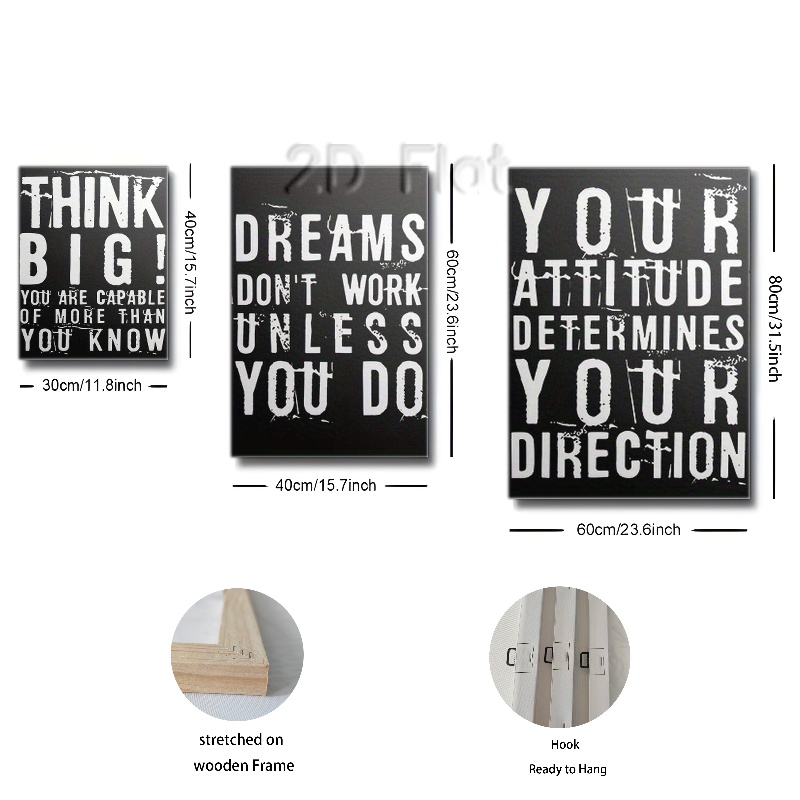 2D Flat
THINK
BIG!
YOU ARE CAPABLE
OF MORE THAN
YOU KNOW
40cm/15.7inch
30cm/11.8inch
DREAMS
DON'T WORK
UNLESS
YOU DO
60cm/23.6inch
40cm/15.7inch
YOUR
ATTITUDE
DETERMINES
YOUR
DIRECTION
80cm/31.5inch
60cm/23.6inch
stretched on
wooden Frame
Hook
Ready to Hang